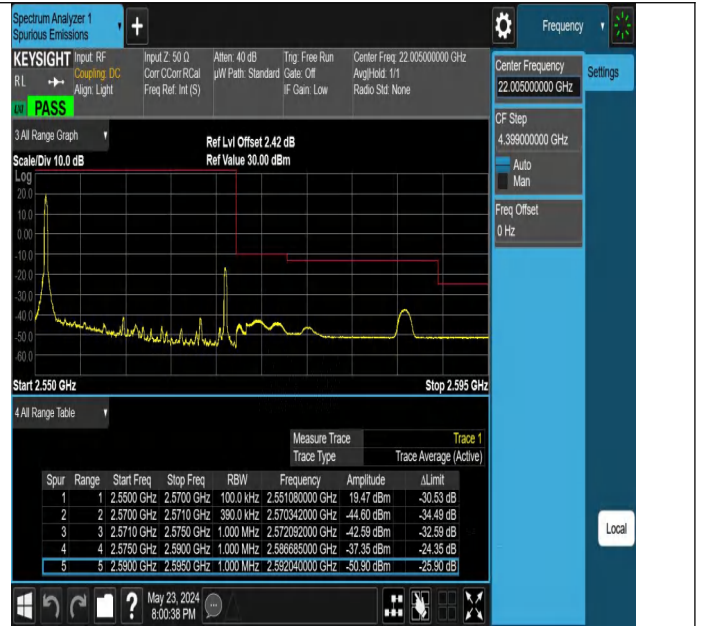 Spectrum Analyzer 1
Spurious Emissions
+
Frequency
KEYSIGHT Input: RF Input Z: 50 Ω Atten: 40 dB Trig: Free Run Center Freq: 22.005000000 GHz
RL Coupling: DC Corr CCorr RCal µW Path: Standard Gate: Off Avg|Hold: 1/1
Align: Light Freq Ref: Int (S) IF Gain: Low Radio Std: None
PASS
Center Frequency
22.005000000 GHz
Settings
CF Step
4.399000000 GHz
Auto
Man
Freq Offset
0 Hz
3 All Range Graph
Ref Lvl Offset 2.42 dB
Scale/Div 10.0 dB Ref Value 30.00 dBm
Log
20.0
10.0
0.00
-10.0
-20.0
-30.0
-40.0
-50.0
-60.0
Start 2.550 GHz Stop 2.595 GHz
4 All Range Table
Measure Trace Trace 1
Trace Type Trace Average (Active)
Spur Range Start Freq Stop Freq RBW Frequency Amplitude ΔLimit
1 1 2.5500 GHz 2.5700 GHz 100.0 kHz 2.551080000 GHz 19.47 dBm -30.53 dB
2 2 2.5700 GHz 2.5710 GHz 390.0 kHz 2.570342000 GHz -44.60 dBm -34.49 dB
3 3 2.5710 GHz 2.5750 GHz 1.000 MHz 2.572092000 GHz -42.59 dBm -32.59 dB
4 4 2.5750 GHz 2.5900 GHz 1.000 MHz 2.586685000 GHz -37.35 dBm -24.35 dB
5 5 2.5900 GHz 2.5950 GHz 1.000 MHz 2.592040000 GHz -50.90 dBm -25.90 dB
Local
? May 23, 2024
8:00:38 PM